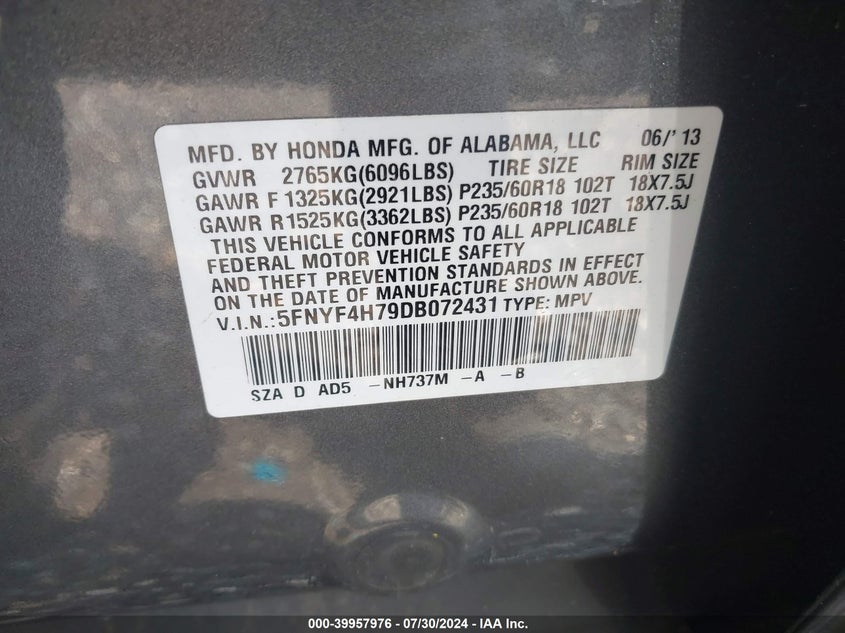 MFD. BY HONDA MFG. OF ALABAMA, LLC 06/'13
GVWR 2765KG(6096LBS) TIRE SIZE RIM SIZE
GAWR F 1325KG(2921LBS) P235/60R18 102T 18X7.5J
GAWR R1525KG(3362LBS) P235/60R18 102T 18X7.5J
THIS VEHICLE CONFORMS TO ALL APPLICABLE
FEDERAL MOTOR VEHICLE SAFETY
AND THEFT PREVENTION STANDARDS IN EFFECT
ON THE DATE OF MANUFACTURE SHOWN ABOVE.
V.I.N.:5FNYF4H79DB072431 TYPE: MPV
SZA D AD5 -NH737M -A -B
000-39957976 - 07/30/2024 - IAA Inc.